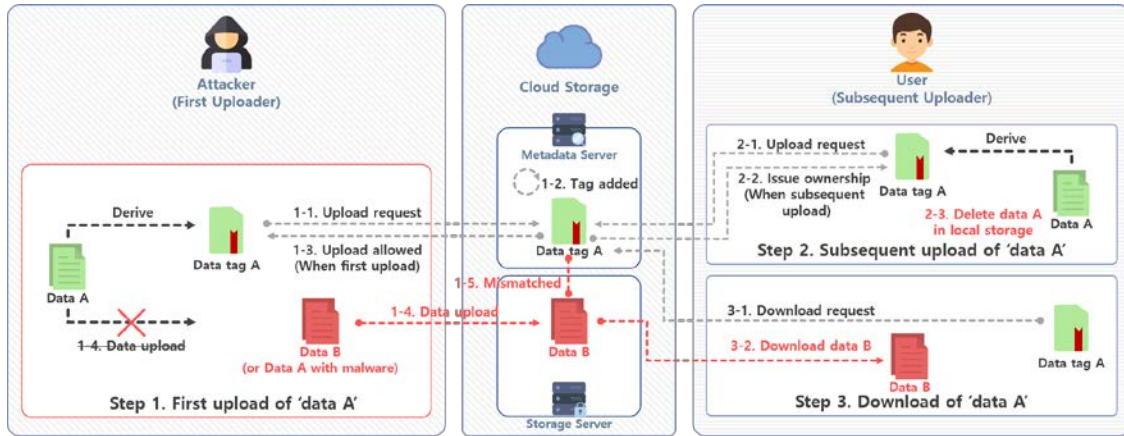 Attacker
(First Uploader)
Derive
Data A
Data tag A
1-1. Upload request
1-3. Upload allowed
(When first upload)
1-4. Data upload
Data B
(or Data A with malware)
1-4. Data upload
Step 1. First upload of ‘data A’
Cloud Storage
Metadata Server
1-2. Tag added
Data tag A
1-5. Mismatched
Data B
Storage Server
User
(Subsequent Uploader)
2-1. Upload request
Derive
2-2. Issue ownership
(When subsequent
upload)
Data tag A
Data A
2-3. Delete data A
in local storage
Step 2. Subsequent upload of ‘data A’
3-1. Download request
3-2. Download data B
Data B
Data tag A
Step 3. Download of ‘data A’